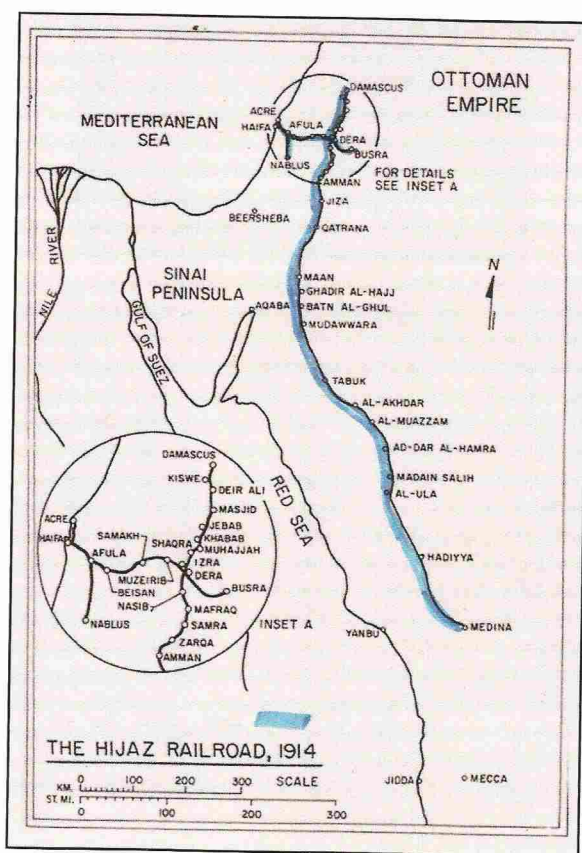 OTTOMAN
EMPIRE
MEDITERRANEAN
SEA
DAMASCUS
ACRE
HAIFA
AFULA
DERA
BUSRA
NABLUS
AMMAN
FOR DETAILS
SEE INSET A
JIZA
BEERSHEBA
QATRANA
NILE RIVER
SINAI
PENINSULA
GULF OF SUEZ
AQABA
MAAN
GHADIR AL-HAJJ
BATN AL-GHUL
MUDAWWARA
N
TABUK
AL-AKHDAR
AL-MUAZZAM
AD-DAR AL-HAMRA
MADAIN SALIH
AL-ULA
RED SEA
HADIYYA
MEDINA
YANBU
JIDDA
MECCA
DAMASCUS
KISWE
DEIR ALI
MASJID
JEBAB
KHABAB
MUHAJJAH
SHAQRA
IZRA
DERA
ACRE
HAIFA
SAMAKH
AFULA
MUZEIRIB
BEISAN
NASIB
BUSRA
MAFRAQ
SAMRA
NABLUS
ZARQA
AMMAN
INSET A
THE HIJAZ RAILROAD, 1914
KM. 0 50 100 150 200 250 300 SCALE
ST. MI. 0 100 200 300